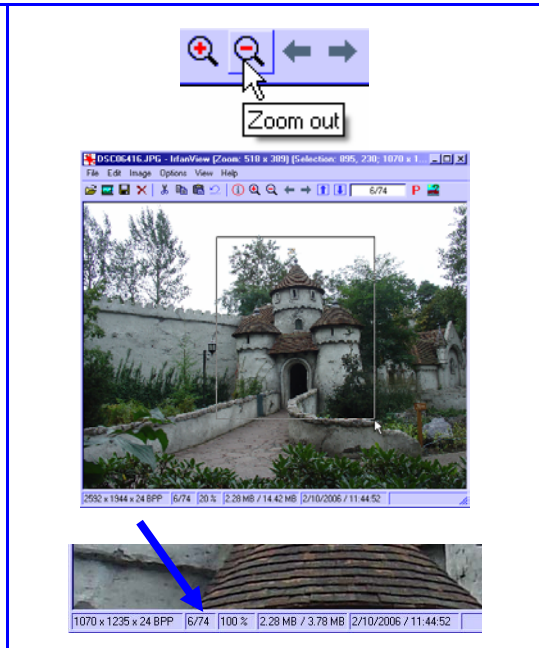 Zoom out
DSC06416.JPG - IrfanView (Zoom: 518 x 389) (Selection: 895, 230; 1070 x 1...
File Edit Image Options View Help
6/74 P
2592 x 1944 x 24 BPP 6/74 20 % 2.28 MB / 14.42 MB 2/10/2006 / 11:44:52
1070 x 1235 x 24 BPP 6/74 100 % 2.28 MB / 3.78 MB 2/10/2006 / 11:44:52